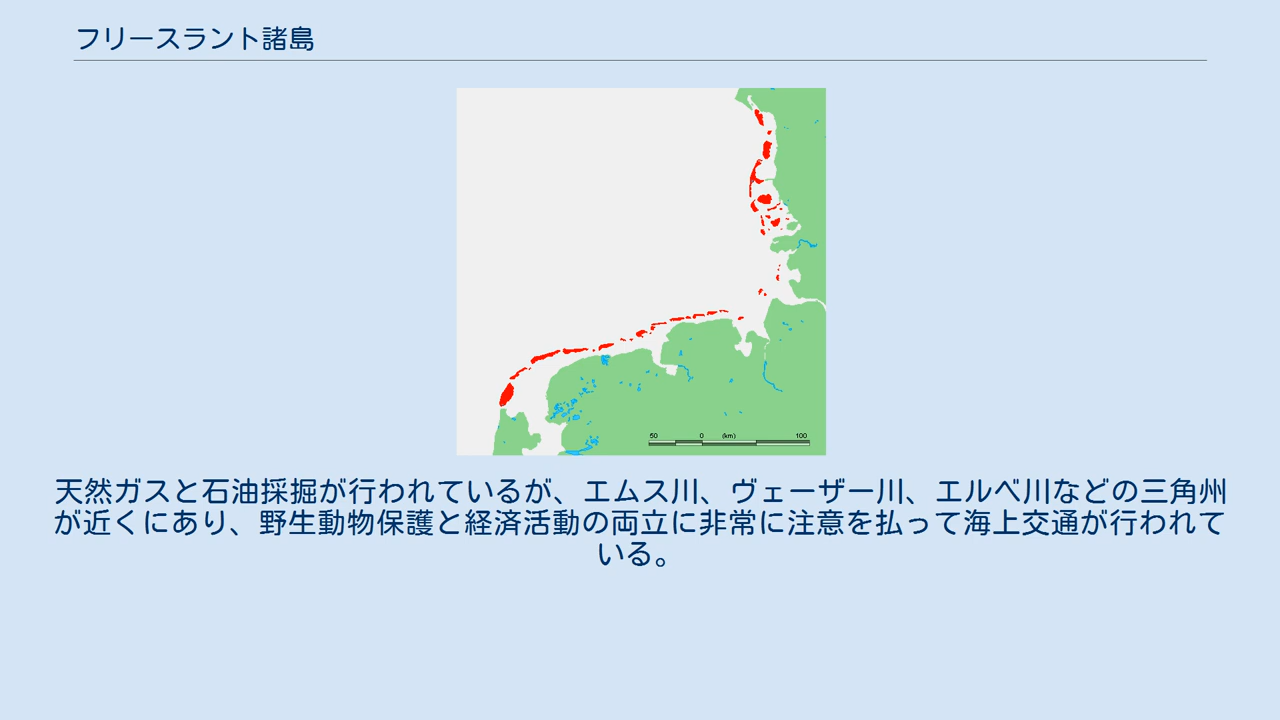 フリースラント諸島
50 0 (km) 100
天然ガスと石油採掘が行われているが、エムス川、ヴェーザー川、エルベ川などの三角州
が近くにあり、野生動物保護と経済活動の両立に非常に注意を払って海上交通が行われて
いる。